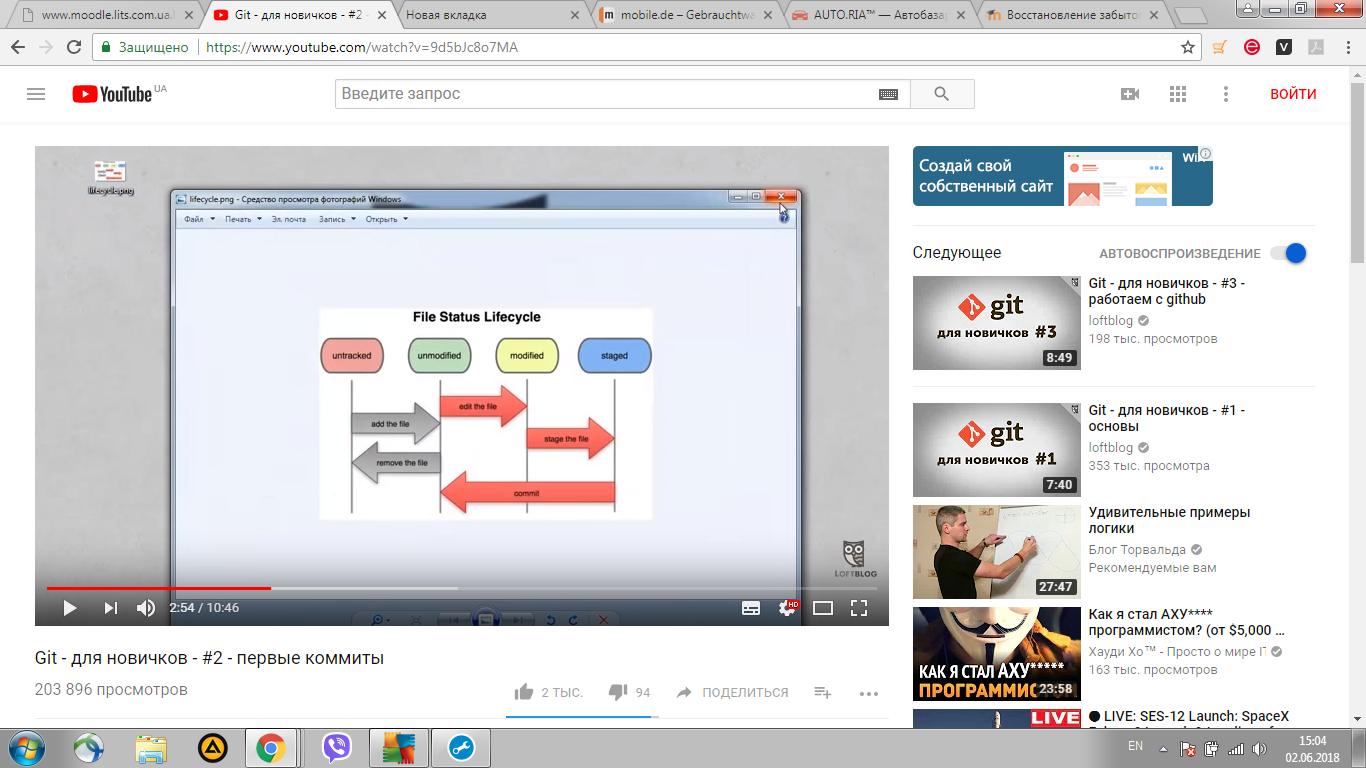 www.moodle.lits.com.ua
Git - для новичков - #2 -
Новая вкладка
mobile.de – Gebrauchtwa
AUTO.RIA™ — Автобаза
Восстановление забыто
Защищено
https://www.youtube.com/watch?v=9d5bJc8o7MA
YouTube UA
Введите запрос
ВОЙТИ
lifecycle.png
lifecycle.png - Средство просмотра фотографий Windows
Файл Печать Эл. почта Запись Открыть
File Status Lifecycle
untracked unmodified modified staged
edit the file
add the file
stage the file
remove the file
commit
LOFTBLOG
2:54 / 10:46
HD
Git - для новичков - #2 - первые коммиты
203 896 просмотров
2 ТЫС. 94 ПОДЕЛИТЬСЯ
Создай свой
собственный сайт
Wix
Следующее
АВТОВОСПРОИЗВЕДЕНИЕ
git
для новичков #3
8:49
Git - для новичков - #3 -
работаем с github
loftblog
198 тыс. просмотров
git
для новичков #1
7:40
Git - для новичков - #1 -
основы
loftblog
353 тыс. просмотра
27:47
Удивительные примеры
логики
Блог Торвальда
Рекомендуемые вам
КАК Я СТАЛ АХУ*****
ПРОГРАММИСТОМ?
23:58
Как я стал АХУ****
программистом? (от $5,000 ...
Хауди Хо™ - Просто о мире IT
163 тыс. просмотров
LIVE
LIVE: SES-12 Launch: SpaceX
EN
15:04
02.06.2018